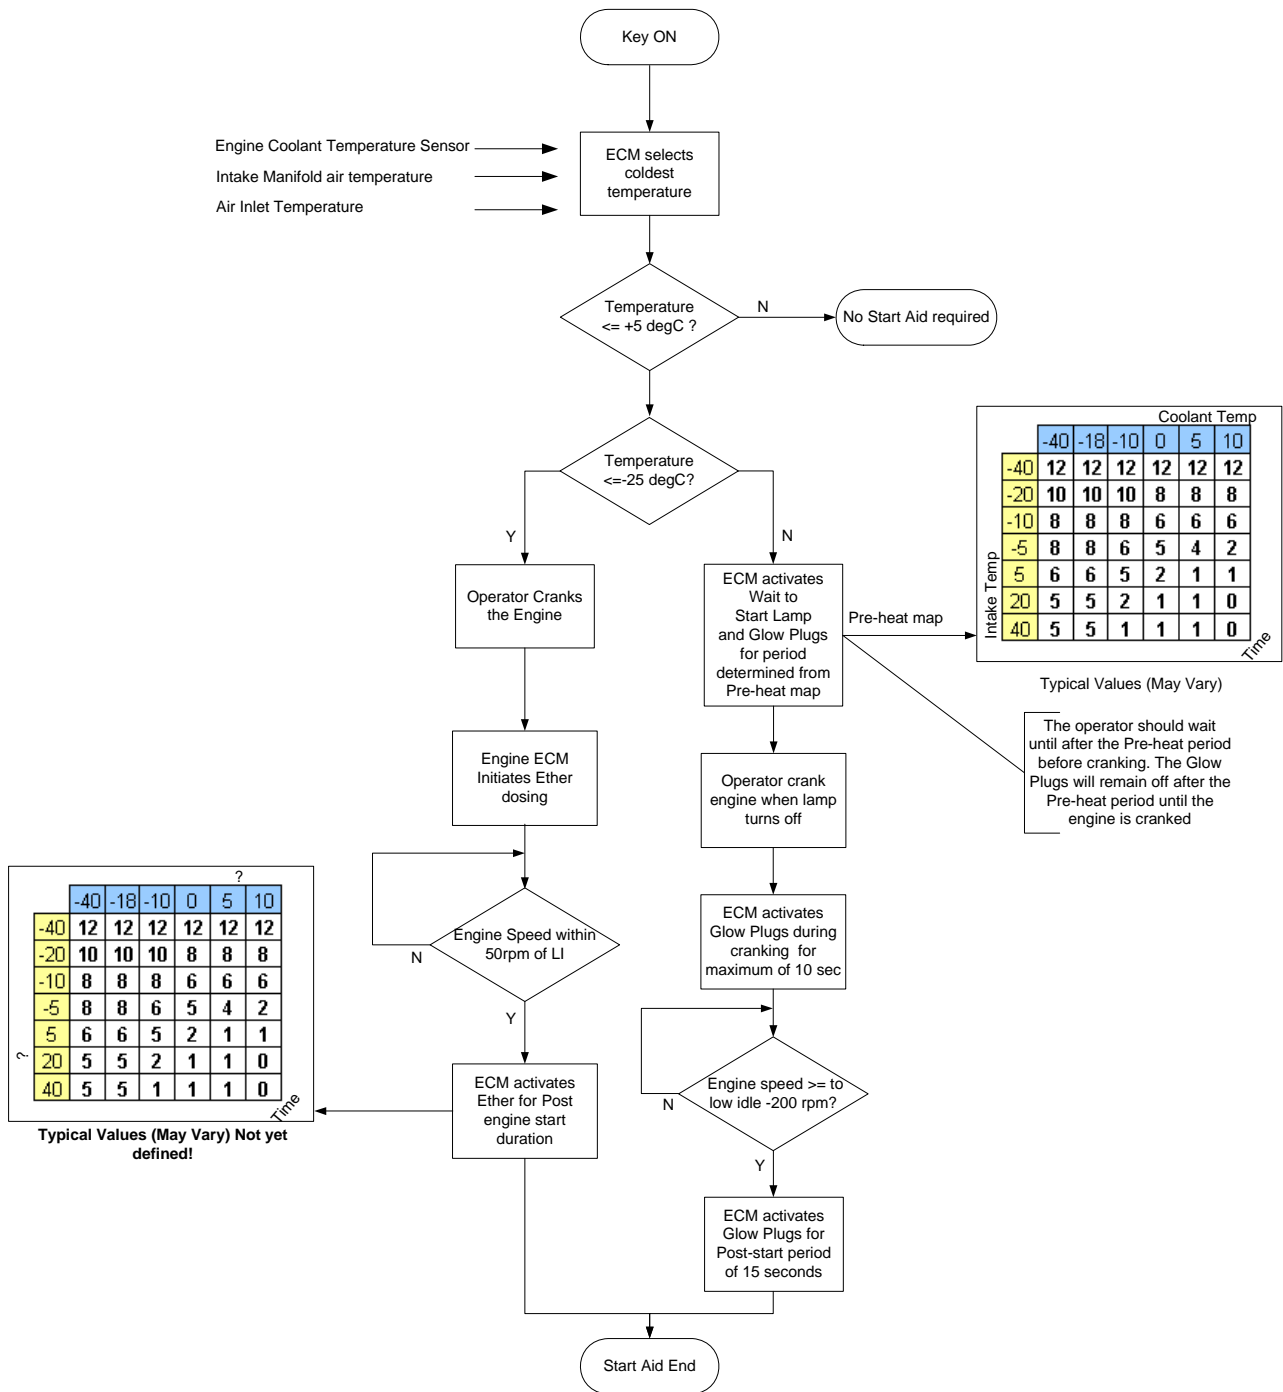 Key ON
Engine Coolant Temperature Sensor
Intake Manifold air temperature
Air Inlet Temperature
ECM selects
coldest
temperature
Temperature
<= +5 degC ?
N
No Start Aid required
Temperature
<=-25 degC?
Y
N
Operator Cranks
the Engine
ECM activates
Wait to
Start Lamp
and Glow Plugs
for period
determined from
Pre-heat map
Pre-heat map
Coolant Temp
-40 -18 -10 0 5 10
-40 12 12 12 12 12 12
-20 10 10 10 8 8 8
-10 8 8 8 6 6 6
-5 8 8 6 5 4 2
5 6 6 5 2 1 1
20 5 5 2 1 1 0
40 5 5 1 1 1 0
Intake Temp
Time
Typical Values (May Vary)
The operator should wait
until after the Pre-heat period
before cranking. The Glow
Plugs will remain off after the
Pre-heat period until the
engine is cranked
Engine ECM
Initiates Ether
dosing
Operator crank
engine when lamp
turns off
Engine Speed within
50rpm of LI
N
Y
ECM activates
Glow Plugs during
cranking for
maximum of 10 sec
?
-40 -18 -10 0 5 10
-40 12 12 12 12 12 12
-20 10 10 10 8 8 8
-10 8 8 8 6 6 6
-5 8 8 6 5 4 2
5 6 6 5 2 1 1
20 5 5 2 1 1 0
40 5 5 1 1 1 0
?
Time
Typical Values (May Vary) Not yet
defined!
ECM activates
Ether for Post
engine start
duration
Engine speed >= to
low idle -200 rpm?
N
Y
ECM activates
Glow Plugs for
Post-start period
of 15 seconds
Start Aid End